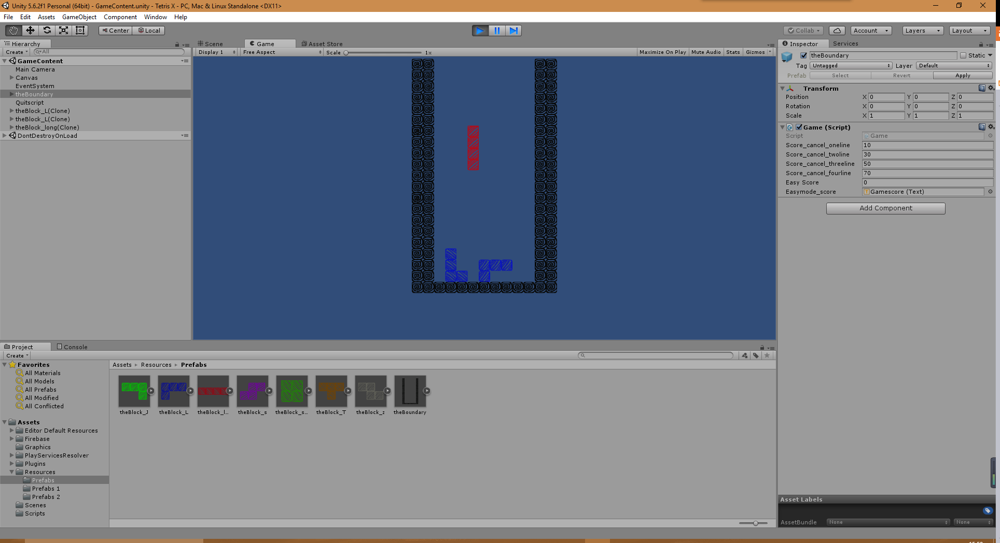 Unity 5.6.2f1 Personal (64bit) - GameContent.unity - Tetris X - PC, Mac & Linux Standalone <DX11>
File Edit Assets GameObject Component Window Help
Center Local Collab Account Layers Layout
Hierarchy
Create All
GameContent
Main Camera
Canvas
EventSystem
theBoundary
Quitscript
theBlock_L(Clone)
theBlock_L(Clone)
theBlock_long(Clone)
DontDestroyOnLoad
Scene Game Asset Store
Display 1 Free Aspect Scale 1x Maximize On Play Mute Audio Stats Gizmos
Inspector Services
theBoundary Static
Tag Untagged Layer Default
Prefab Select Revert Apply
Transform
Position X 0 Y 0 Z 0
Rotation X 0 Y 0 Z 0
Scale X 1 Y 1 Z 1
Game (Script)
Script Game
Score_cancel_oneline 10
Score_cancel_twoline 30
Score_cancel_threeline 50
Score_cancel_fourline 70
Easy Score 0
Easymode_score Gamescore (Text)
Add Component
Project Console
Create
Favorites
All Materials
All Models
All Prefabs
All Modified
All Conflicted
Assets
Editor Default Resources
Firebase
Graphics
PlayServicesResolver
Plugins
Resources
Prefabs
Prefabs 1
Prefabs 2
Scenes
Scripts
Assets Resources Prefabs
theBlock_J theBlock_L theBlock_l... theBlock_s theBlock_s... theBlock_T theBlock_z theBoundary
Asset Labels
AssetBundle None None